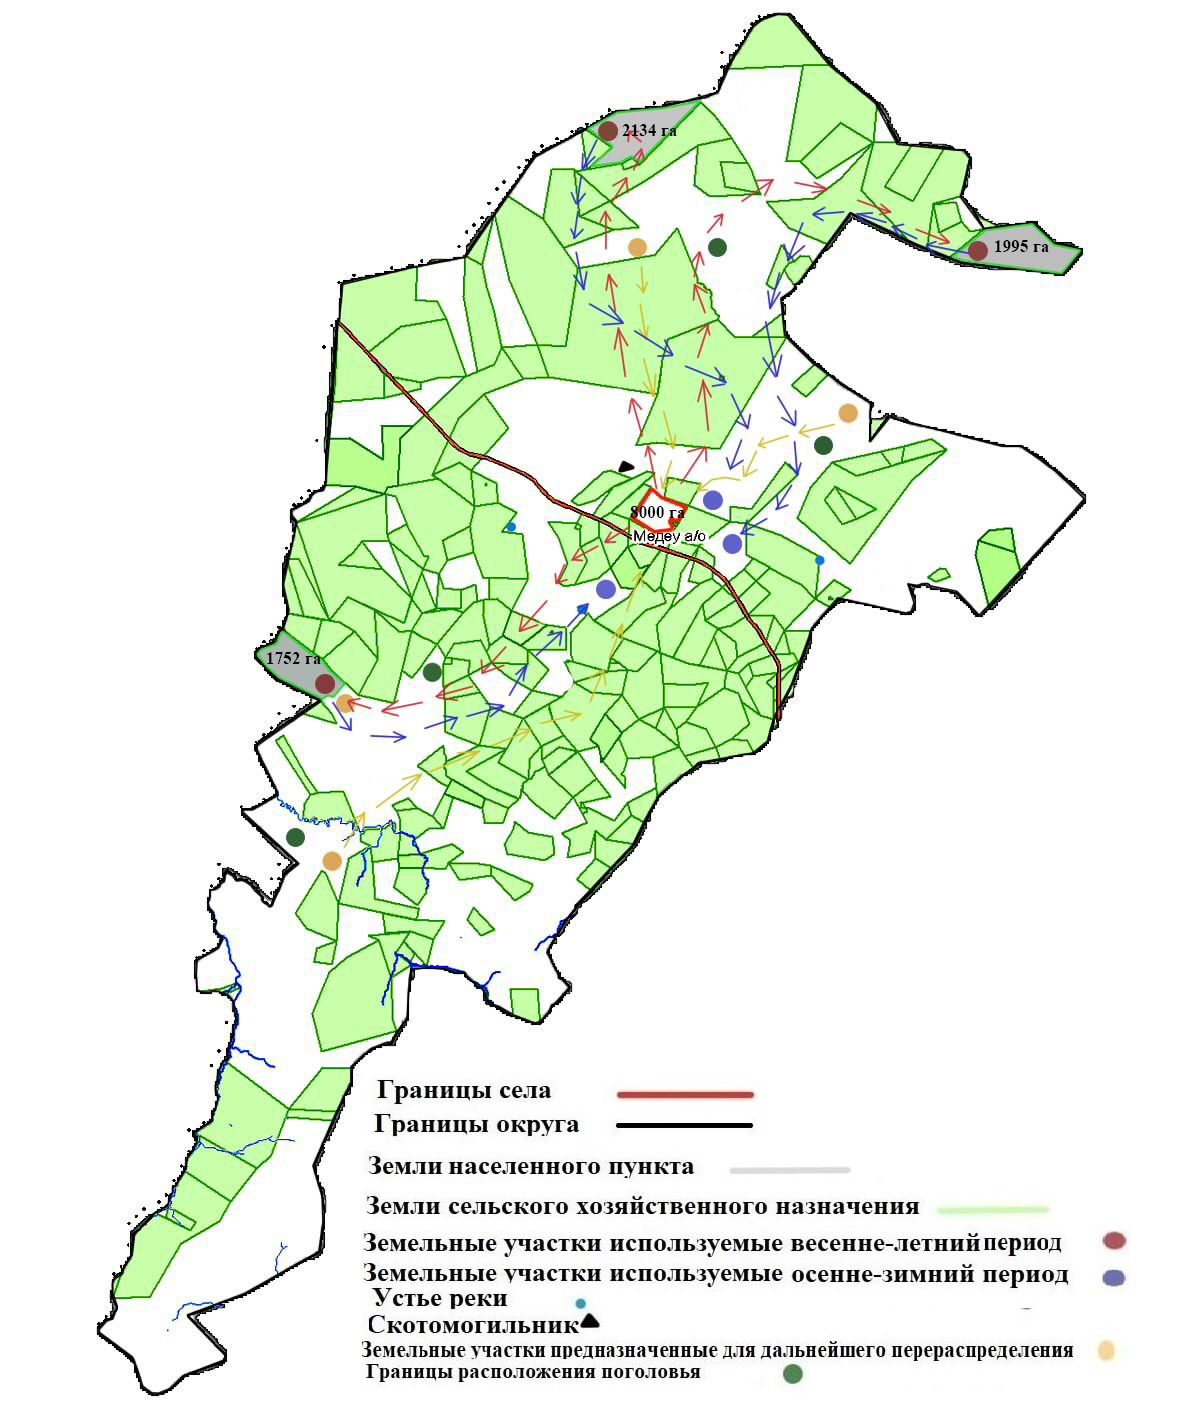 2134 га
1995 га
8000 га
Медеу а/о
1752 га
Границы села
Границы округа
Земли населенного пункта
Земли сельского хозяйственного назначения
Земельные участки используемые весенне-летний период
Земельные участки используемые осенне-зимний период
Устье реки
Скотомогильник
Земельные участки предназначенные для дальнейшего перераспределения
Границы расположения поголовья